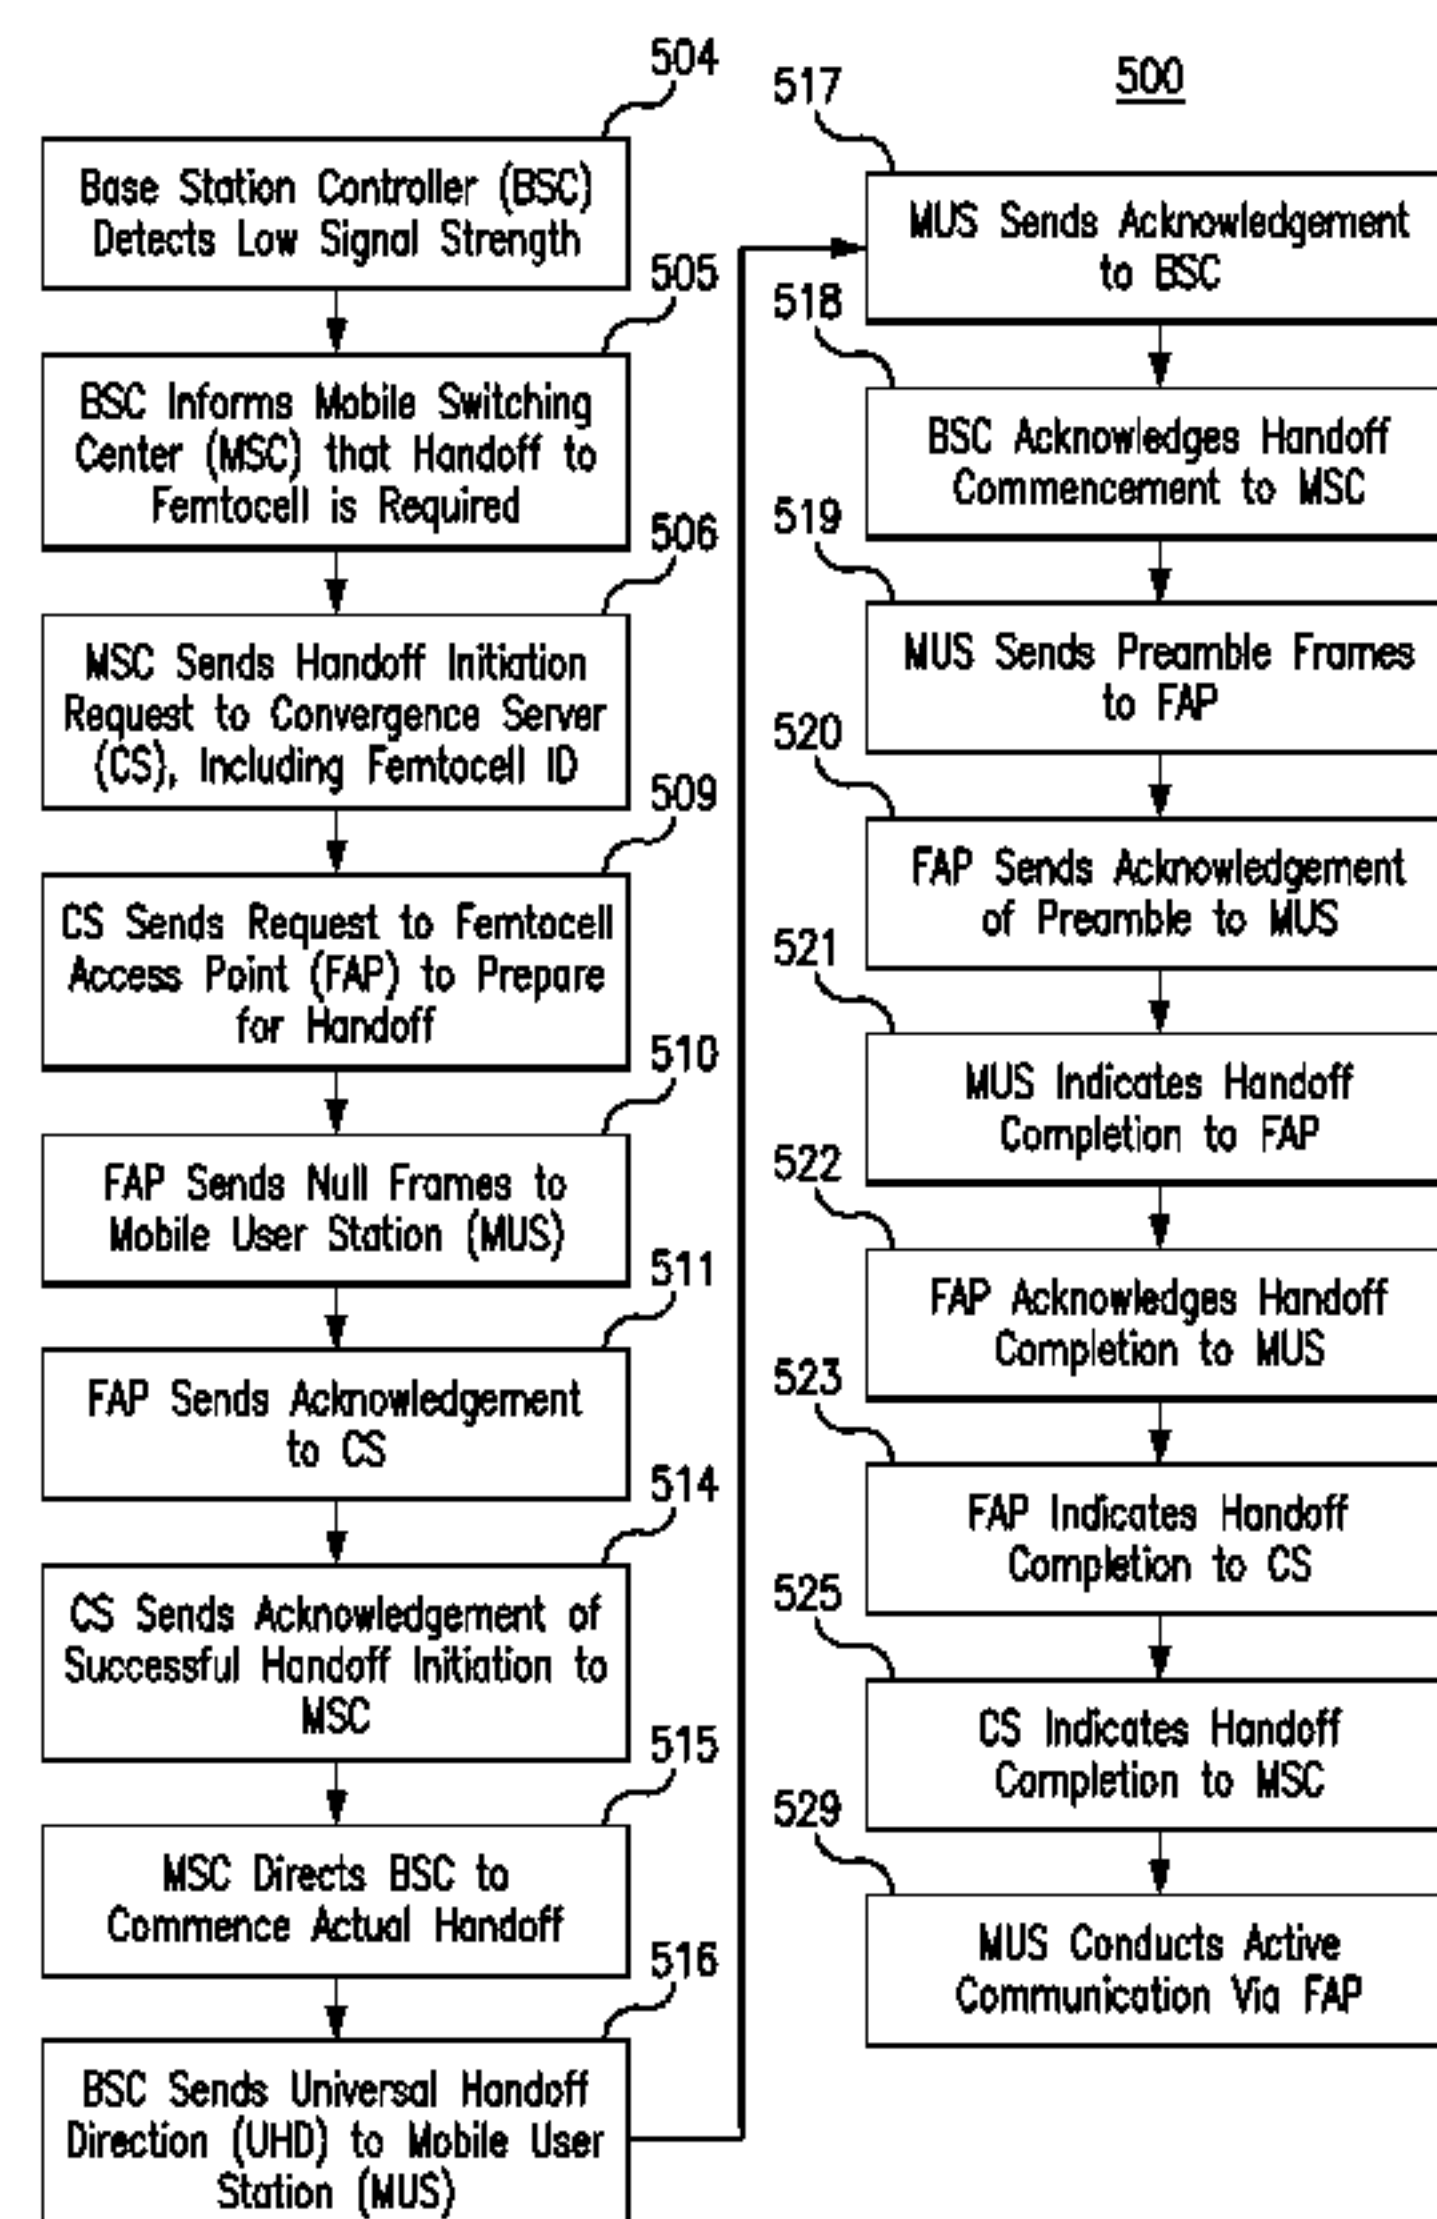 500
504
Base Station Controller (BSC)
Detects Low Signal Strength
505
BSC Informs Mobile Switching
Center (MSC) that Handoff to
Femtocell is Required
506
MSC Sends Handoff Initiation
Request to Convergence Server
(CS), Including Femtocell ID
509
CS Sends Request to Femtocell
Access Point (FAP) to Prepare
for Handoff
510
FAP Sends Null Frames to
Mobile User Station (MUS)
511
FAP Sends Acknowledgement
to CS
514
CS Sends Acknowledgement of
Successful Handoff Initiation to
MSC
515
MSC Directs BSC to
Commence Actual Handoff
516
BSC Sends Universal Handoff
Direction (UHD) to Mobile User
Station (MUS)
517
MUS Sends Acknowledgement
to BSC
518
BSC Acknowledges Handoff
Commencement to MSC
519
MUS Sends Preamble Frames
to FAP
520
FAP Sends Acknowledgement
of Preamble to MUS
521
MUS Indicates Handoff
Completion to FAP
522
FAP Acknowledges Handoff
Completion to MUS
523
FAP Indicates Handoff
Completion to CS
525
CS Indicates Handoff
Completion to MSC
529
MUS Conducts Active
Communication Via FAP